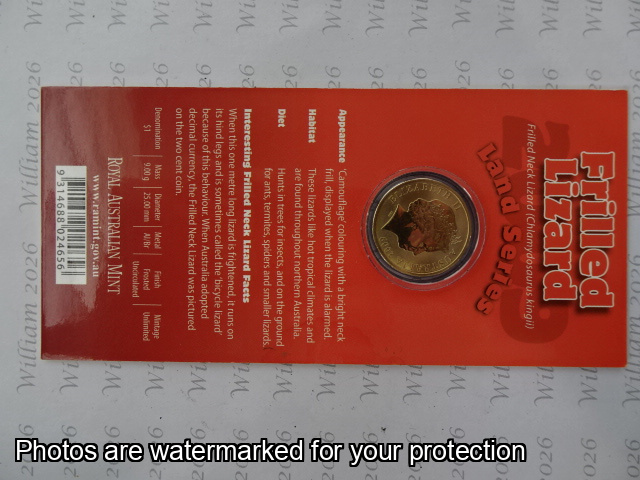 Frilled
Lizard
Frilled Neck Lizard (Chlamydosaurus kingii)
Land Series
Appearance 'Camouflage' colouring with a bright neck
frill, displayed when the lizard is alarmed.
Habitat These lizards like hot tropical climates and
are found throughout northern Australia.
Diet Hunts in trees for insects, and on the ground
for ants, termites, spiders and smaller lizards.
Interesting Frilled Neck Lizard Facts
When this one metre long lizard is frightened, it runs on
its hind legs and is sometimes called the 'bicycle lizard'
because of this behaviour. When Australia adopted
decimal currency, the Frilled Neck Lizard was pictured
on the two cent coin.
Denomination Mass Diameter Metal Finish Mintage
$1 9.00 g 25.00 mm Al/Br Frosted Unlimited
Uncirculated
ROYAL AUSTRALIAN MINT
www.ramint.gov.au
9 314688 024656
Photos are watermarked for your protection